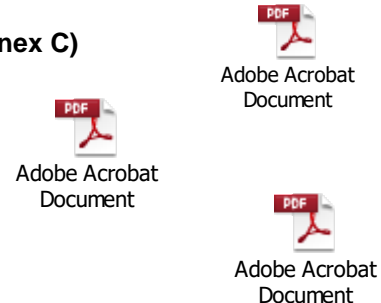 PDF
nex C)
Adobe Acrobat
Document
PDF
Adobe Acrobat
Document
PDF
Adobe Acrobat
Document